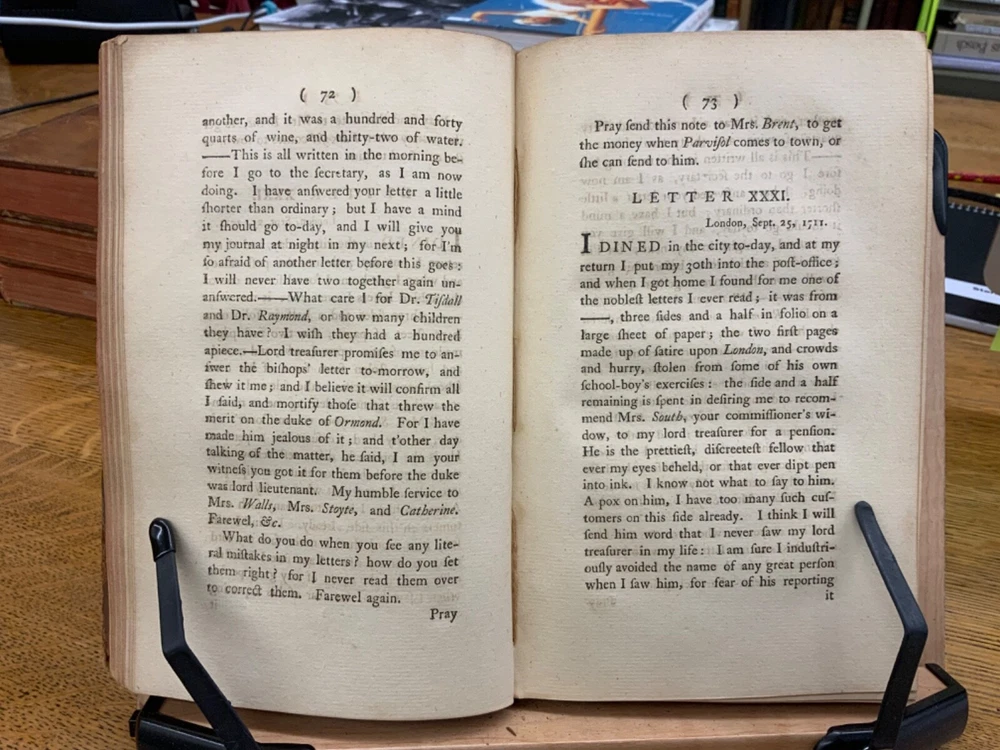 ( 72 )
another, and it was a hundred and forty
quarts of wine, and thirty-two of water.
——This is all written in the morning be-
fore I go to the ſecretary, as I am now
doing. I have anſwered your letter a little
ſhorter than ordinary; but I have a mind
it ſhould go to-day, and I will give you
my journal at night in my next; for I'm
ſo afraid of another letter before this goes:
I will never have two together again un-
anſwered.——What care I for Dr. Tiſdall
and Dr. Raymond, or how many children
they have? I wiſh they had a hundred
apiece.—Lord treaſurer promiſes me to an-
ſwer the biſhops' letter to-morrow, and
ſhew it me; and I believe it will confirm all
I ſaid, and mortify thoſe that threw the
merit on the duke of Ormond. For I have
made him jealous of it; and t'other day
talking of the matter, he ſaid, I am your
witneſs you got it for them before the duke
was lord lieutenant. My humble ſervice to
Mrs. Walls, Mrs. Stoyte, and Catherine.
Farewel, &c.
What do you do when you ſee any lite-
ral miſtakes in my letters? how do you ſet
them right? for I never read them over
to correct them. Farewel again.
Pray
( 73 )
Pray ſend this note to Mrs. Brent, to get
the money when Parviſol comes to town, or
ſhe can ſend to him.
LETTER XXXI.
London, Sept. 25, 1711.
I DINED in the city to-day, and at my
return I put my 30th into the poſt-office;
and when I got home I found for me one of
the nobleſt letters I ever read; it was from
——, three ſides and a half in folio on a
large ſheet of paper; the two firſt pages
made up of ſatire upon London, and crowds
and hurry, ſtolen from ſome of his own
ſchool-boy's exerciſes: the ſide and a half
remaining is ſpent in deſiring me to recom-
mend Mrs. South, your commiſſioner's wi-
dow, to my lord treaſurer for a penſion.
He is the prettieſt, diſcreeteſt fellow that
ever my eyes beheld, or that ever dipt pen
into ink. I know not what to ſay to him.
A pox on him, I have too many ſuch cuſ-
tomers on this ſide already. I think I will
ſend him word that I never ſaw my lord
treaſurer in my life: I am ſure I induſtri-
ouſly avoided the name of any great perſon
when I ſaw him, for fear of his reporting
it